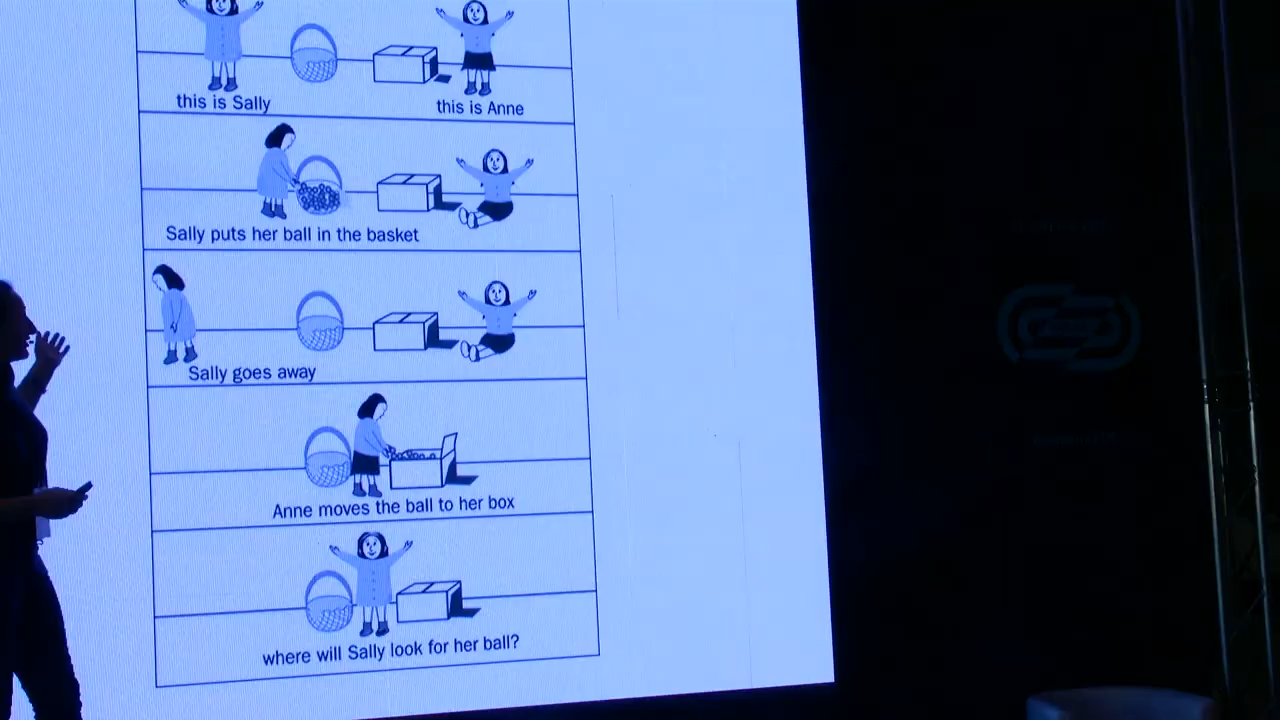 this is Sally
this is Anne
Sally puts her ball in the basket
Sally goes away
Anne moves the ball to her box
where will Sally look for her ball?